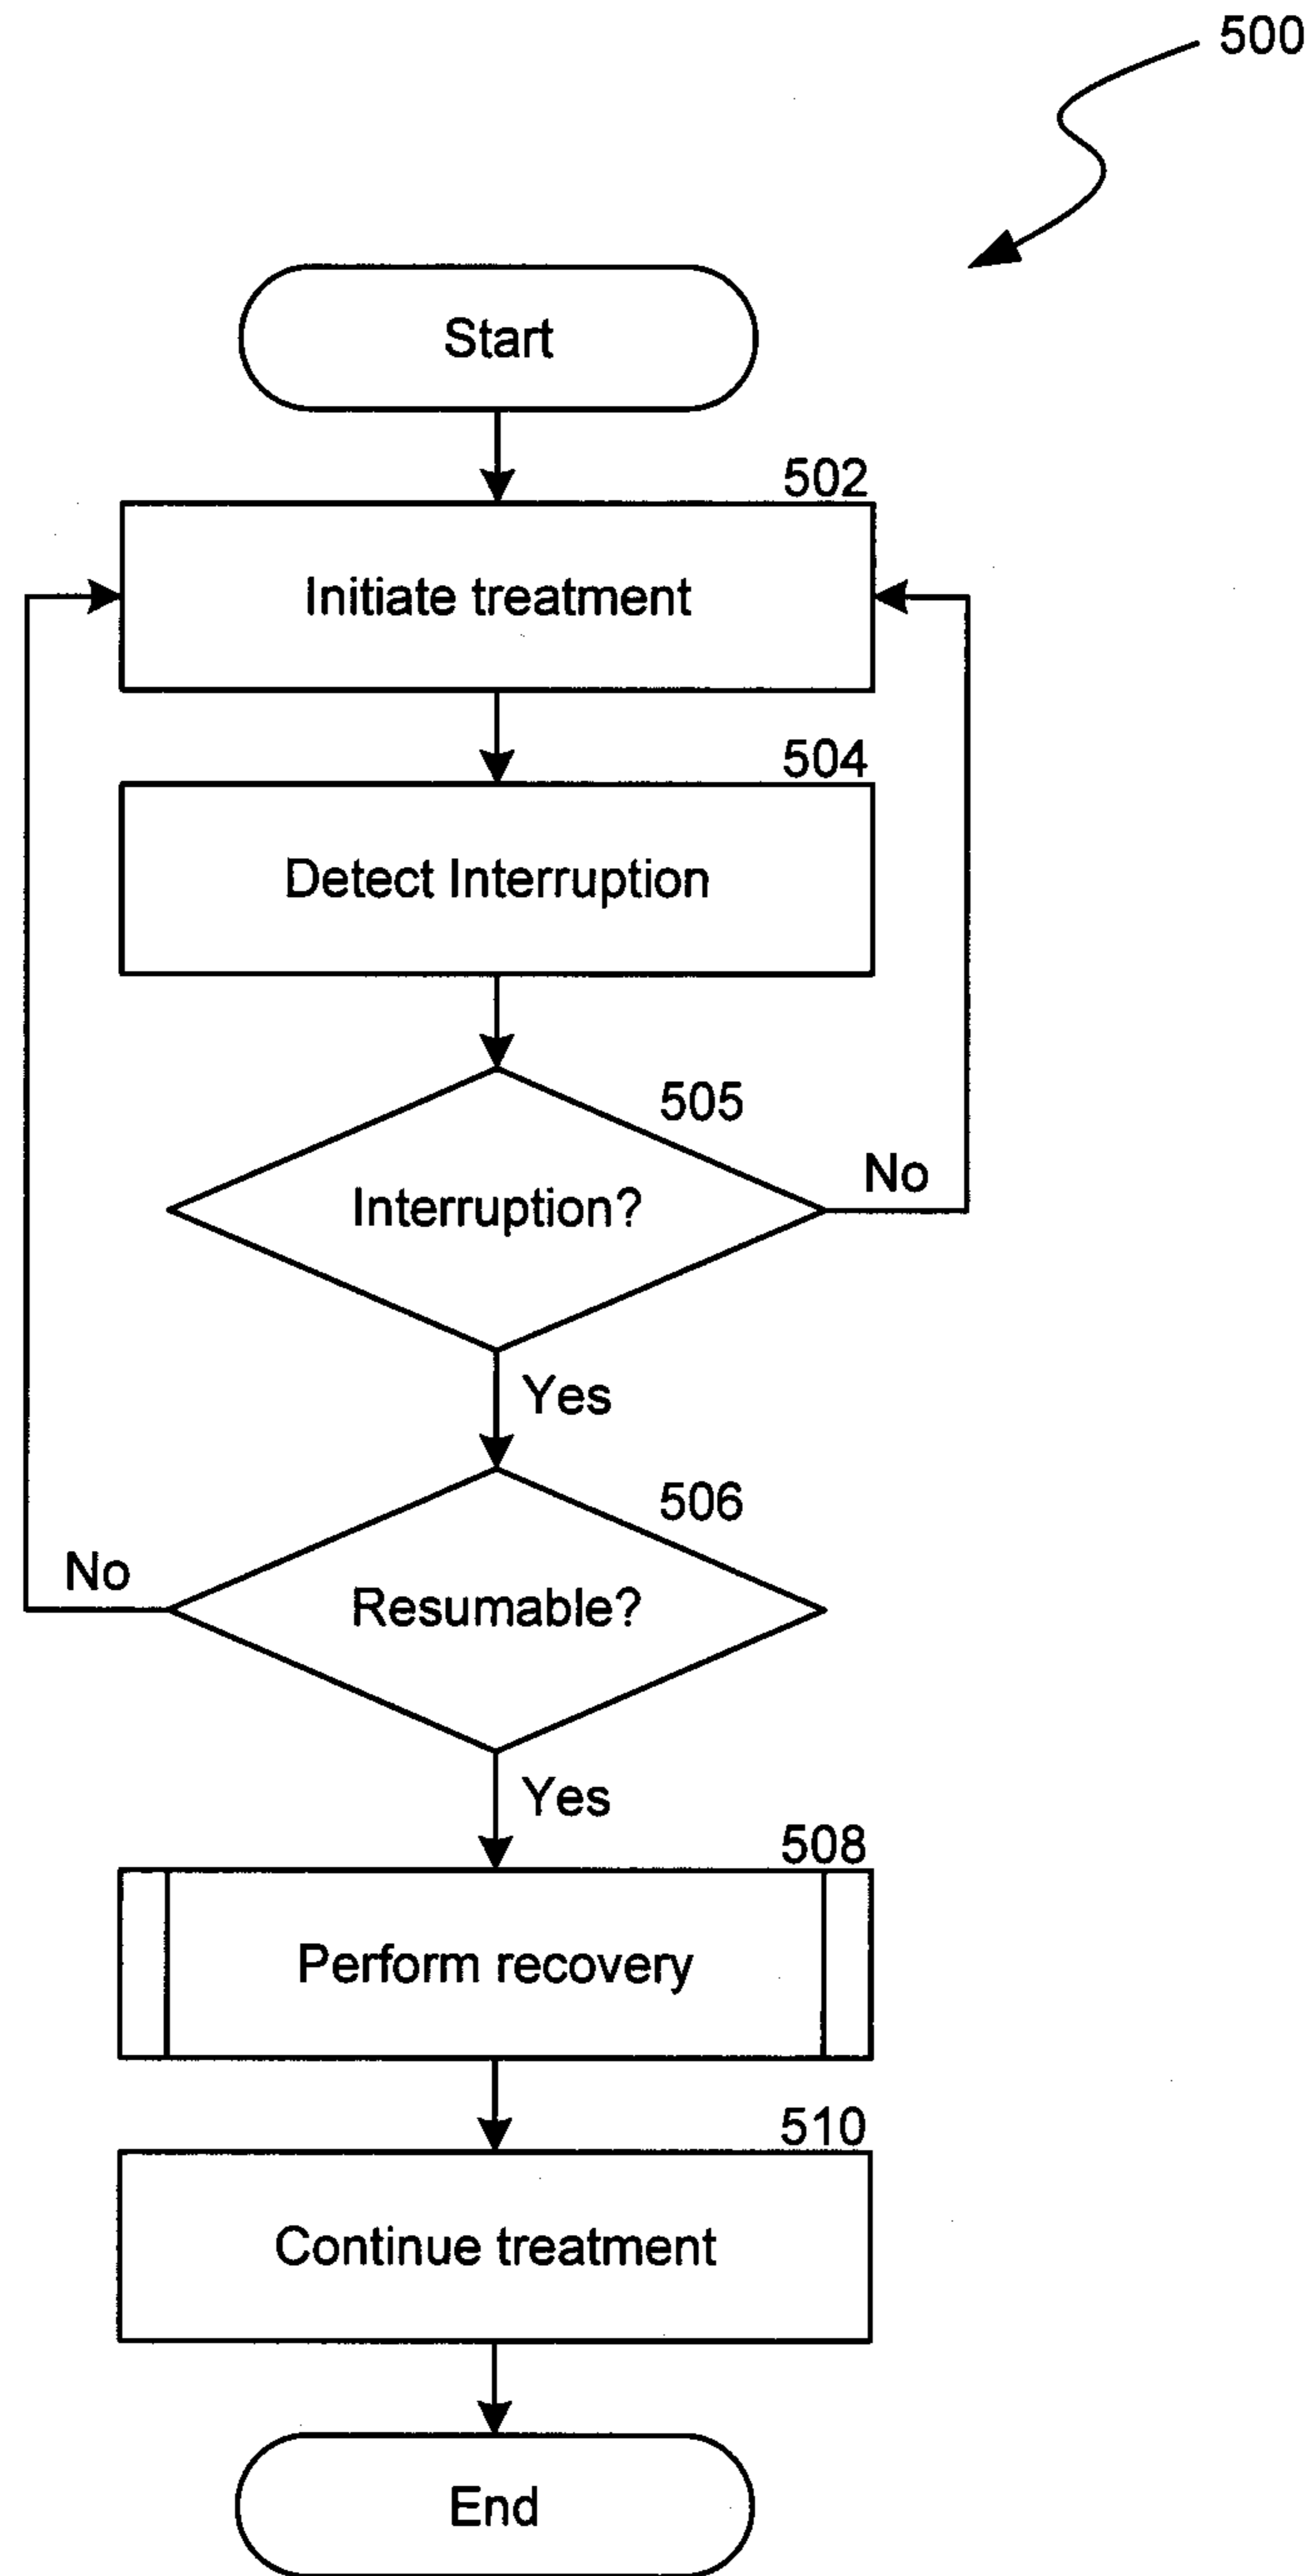 500
Start
502
Initiate treatment
504
Detect Interruption
505
Interruption?
No
Yes
506
Resumable?
No
Yes
508
Perform recovery
510
Continue treatment
End